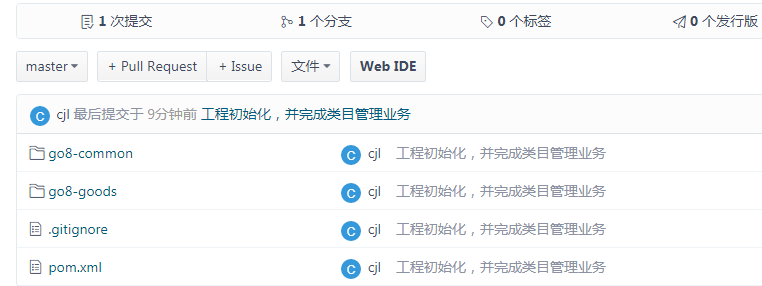 1 次提交 1 个分支 0 个标签 0 个发行版
master + Pull Request + Issue 文件 Web IDE
C cjl 最后提交于 9分钟前 工程初始化，并完成类目管理业务
go8-common C cjl 工程初始化，并完成类目管理业务
go8-goods C cjl 工程初始化，并完成类目管理业务
.gitignore C cjl 工程初始化，并完成类目管理业务
pom.xml C cjl 工程初始化，并完成类目管理业务